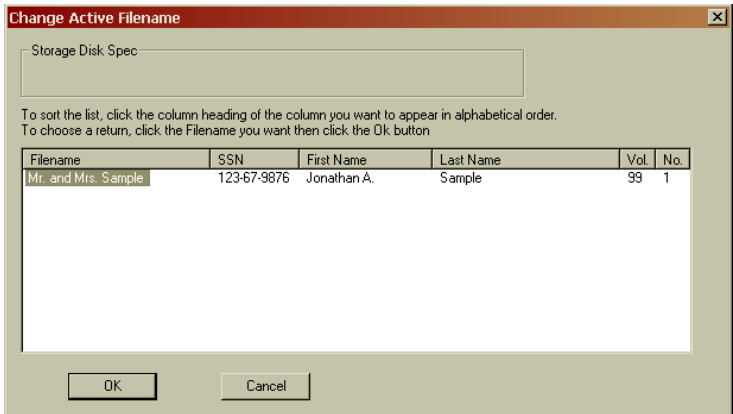 Change Active Filename
Storage Disk Spec
To sort the list, click the column heading of the column you want to appear in alphabetical order.
To choose a return, click the Filename you want then click the Ok button
Filename SSN First Name Last Name Vol. No.
Mr. and Mrs. Sample 123-67-9876 Jonathan A. Sample 99 1
OK Cancel